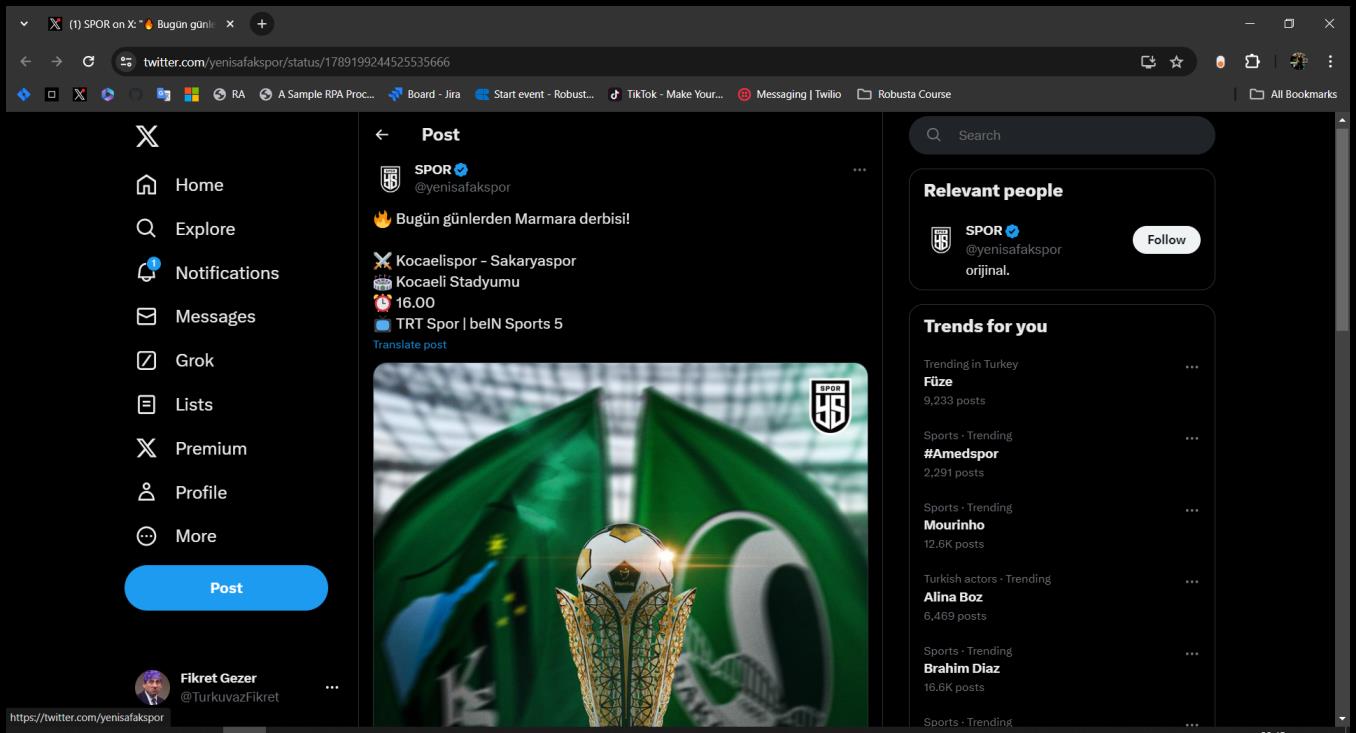 (1) SPOR on X: "🔥 Bugün günle
twitter.com/yenisafakspor/status/1789199244525535666
RA
A Sample RPA Proc...
Board - Jira
Start event - Robust...
TikTok - Make Your...
Messaging | Twilio
Robusta Course
All Bookmarks
Home
Explore
1
Notifications
Messages
Grok
Lists
Premium
Profile
More
Post
Fikret Gezer
@TurkuvazFikret
https://twitter.com/yenisafakspor
Post
SPOR
@yenisafakspor
🔥 Bugün günlerden Marmara derbisi!
⚔️ Kocaelispor - Sakaryaspor
🏟️ Kocaeli Stadyumu
⏰ 16.00
📺 TRT Spor | beIN Sports 5
Translate post
SPOR
YS
Search
Relevant people
SPOR
@yenisafakspor
Follow
orijinal.
Trends for you
Trending in Turkey
Füze
9,233 posts
Sports · Trending
#Amedspor
2,291 posts
Sports · Trending
Mourinho
12.6K posts
Turkish actors · Trending
Alina Boz
6,469 posts
Sports · Trending
Brahim Diaz
16.6K posts
Sports · Trending